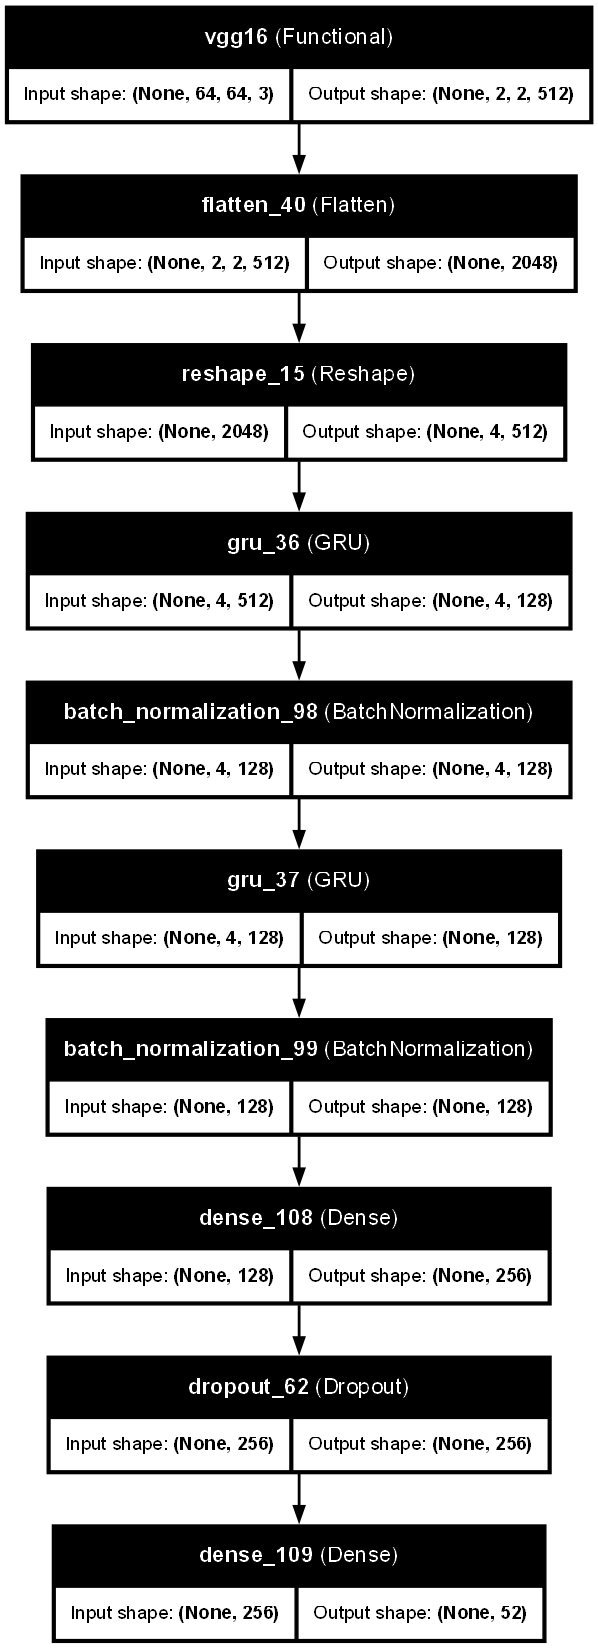 vgg16 (Functional)
Input shape: (None, 64, 64, 3) Output shape: (None, 2, 2, 512)
flatten_40 (Flatten)
Input shape: (None, 2, 2, 512) Output shape: (None, 2048)
reshape_15 (Reshape)
Input shape: (None, 2048) Output shape: (None, 4, 512)
gru_36 (GRU)
Input shape: (None, 4, 512) Output shape: (None, 4, 128)
batch_normalization_98 (BatchNormalization)
Input shape: (None, 4, 128) Output shape: (None, 4, 128)
gru_37 (GRU)
Input shape: (None, 4, 128) Output shape: (None, 128)
batch_normalization_99 (BatchNormalization)
Input shape: (None, 128) Output shape: (None, 128)
dense_108 (Dense)
Input shape: (None, 128) Output shape: (None, 256)
dropout_62 (Dropout)
Input shape: (None, 256) Output shape: (None, 256)
dense_109 (Dense)
Input shape: (None, 256) Output shape: (None, 52)